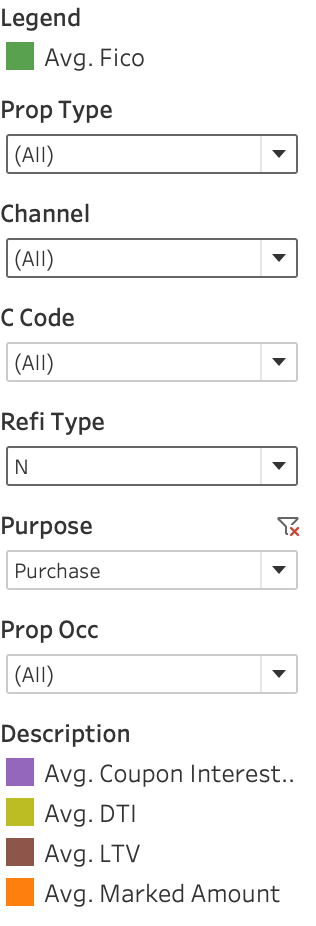 Legend
Avg. Fico
Prop Type
(All)
Channel
(All)
C Code
(All)
Refi Type
N
Purpose
Purchase
Prop Occ
(All)
Description
Avg. Coupon Interest..
Avg. DTI
Avg. LTV
Avg. Marked Amount